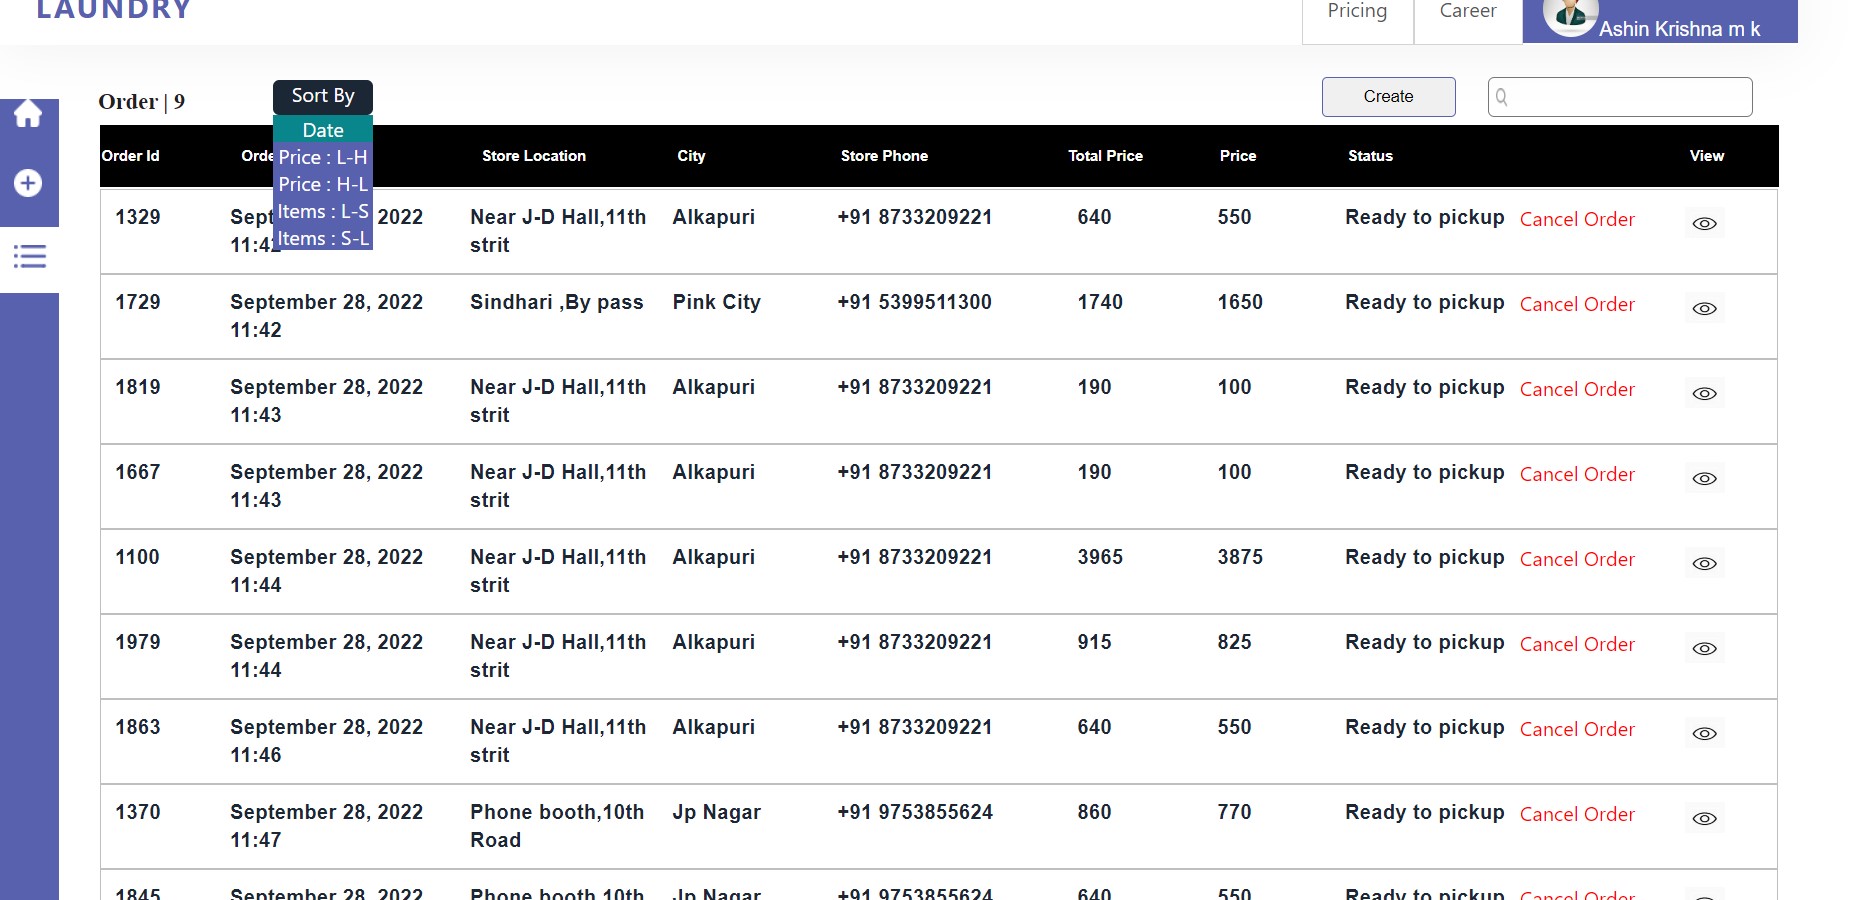 LAUNDRY
Pricing
Career
Ashin Krishna m k
Order | 9
Sort By
Create
Date
Price : L-H
Price : H-L
Items : L-S
Items : S-L
Order Id Store Location City Store Phone Total Price Price Status View
1329 Sept 2022 Near J-D Hall,11th Alkapuri +91 8733209221 640 550 Ready to pickup Cancel Order
11:42 strit
1729 September 28, 2022 Sindhari ,By pass Pink City +91 5399511300 1740 1650 Ready to pickup Cancel Order
11:42
1819 September 28, 2022 Near J-D Hall,11th Alkapuri +91 8733209221 190 100 Ready to pickup Cancel Order
11:43 strit
1667 September 28, 2022 Near J-D Hall,11th Alkapuri +91 8733209221 190 100 Ready to pickup Cancel Order
11:43 strit
1100 September 28, 2022 Near J-D Hall,11th Alkapuri +91 8733209221 3965 3875 Ready to pickup Cancel Order
11:44 strit
1979 September 28, 2022 Near J-D Hall,11th Alkapuri +91 8733209221 915 825 Ready to pickup Cancel Order
11:44 strit
1863 September 28, 2022 Near J-D Hall,11th Alkapuri +91 8733209221 640 550 Ready to pickup Cancel Order
11:46 strit
1370 September 28, 2022 Phone booth,10th Jp Nagar +91 9753855624 860 770 Ready to pickup Cancel Order
11:47 Road
1845 September 28, 2022 Phone booth,10th Jp Nagar +91 9753855624 640 550 Ready to pickup Cancel Order